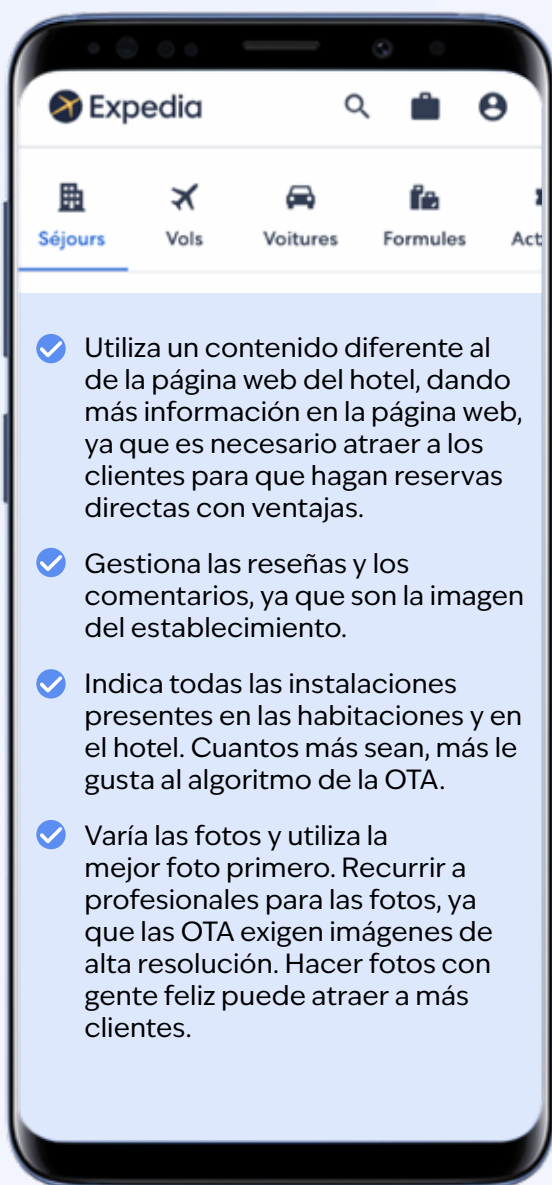 Expedia
Séjours
Vols
Voitures
Formules
Act
Utiliza un contenido diferente al
de la página web del hotel, dando
más información en la página web,
ya que es necesario atraer a los
clientes para que hagan reservas
directas con ventajas.
Gestiona las reseñas y los
comentarios, ya que son la imagen
del establecimiento.
Indica todas las instalaciones
presentes en las habitaciones y en
el hotel. Cuantos más sean, más le
gusta al algoritmo de la OTA.
Varía las fotos y utiliza la
mejor foto primero. Recurrir a
profesionales para las fotos, ya
que las OTA exigen imágenes de
alta resolución. Hacer fotos con
gente feliz puede atraer a más
clientes.